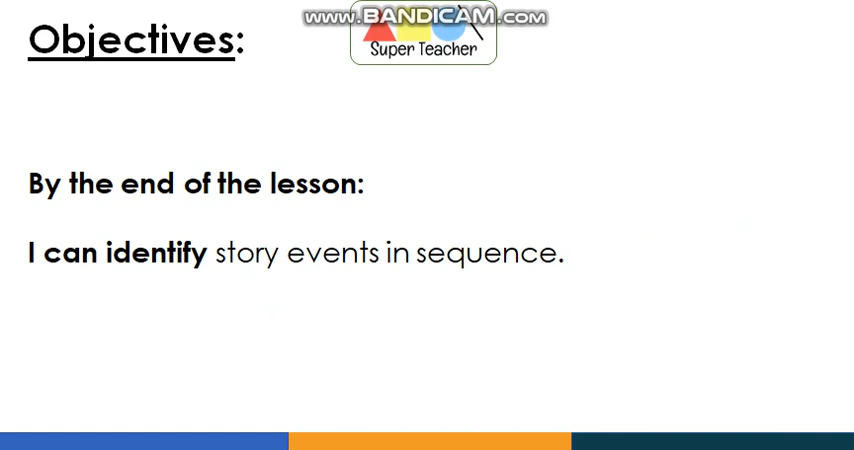 www.BANDICAM.com
Objectives:
Super Teacher
By the end of the lesson:
I can identify story events in sequence.